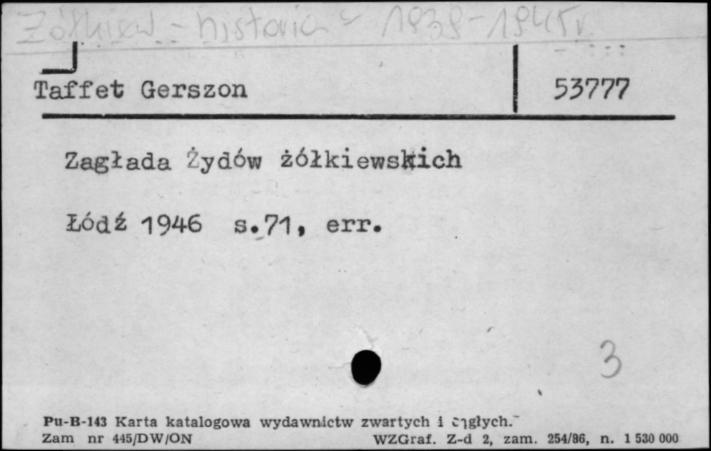 Żółkiew - historia - 1939-1945 r.
Taffet Gerszon 53777
Zagłada Żydów żółkiewskich
Łódź 1946 s.71, err.
3
Pu-B-143 Karta katalogowa wydawnictw zwartych i ciągłych.
Zam nr 445/DW/ON WZGraf. Z-d 2, zam. 254/86, n. 1 530 000